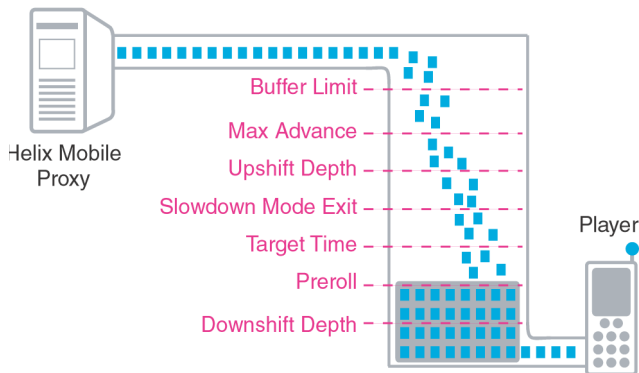 Buffer Limit
Max Advance
Helix Mobile
Proxy
Upshift Depth
Slowdown Mode Exit
Player
Target Time
Preroll
Downshift Depth